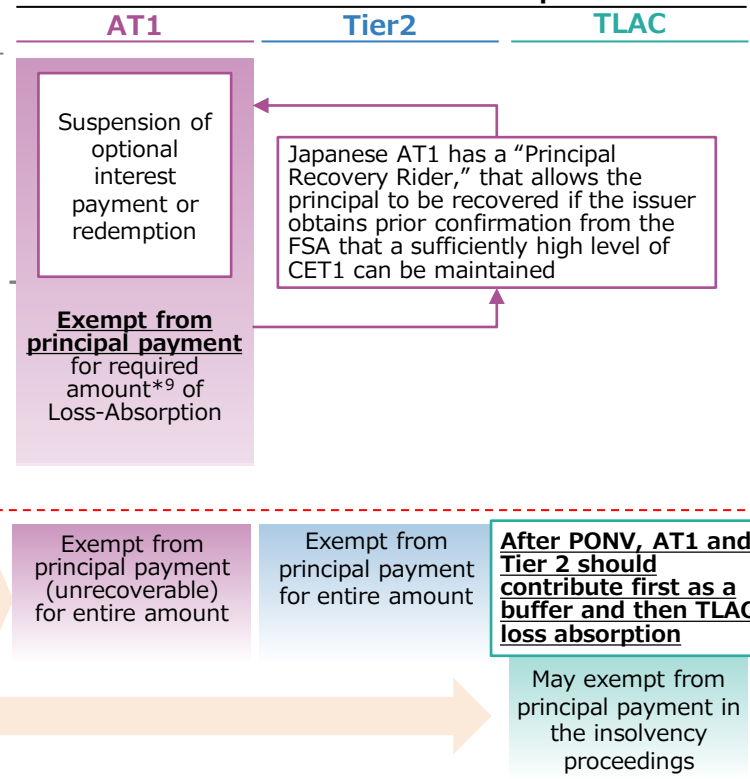 AT1
Tier2
TLAC
Suspension of
optional
interest
payment or
redemption
Japanese AT1 has a “Principal
Recovery Rider,” that allows the
principal to be recovered if the issuer
obtains prior confirmation from the
FSA that a sufficiently high level of
CET1 can be maintained
Exempt from
principal payment
for required
amount*9 of
Loss-Absorption
Exempt from
principal payment
(unrecoverable)
for entire amount
Exempt from
principal payment
for entire amount
After PONV, AT1 and
Tier 2 should
contribute first as a
buffer and then TLAC
loss absorption
May exempt from
principal payment in
the insolvency
proceedings